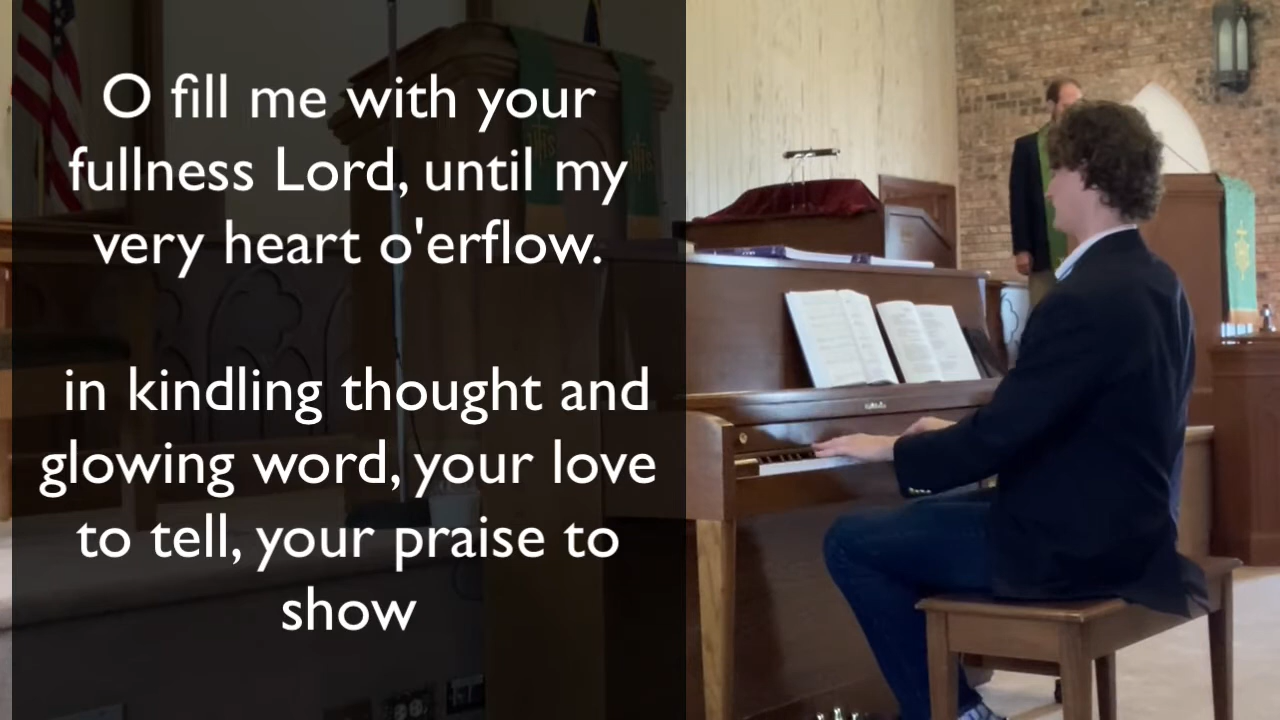 O fill me with your
fullness Lord, until my
very heart o'erflow.
in kindling thought and
glowing word, your love
to tell, your praise to
show